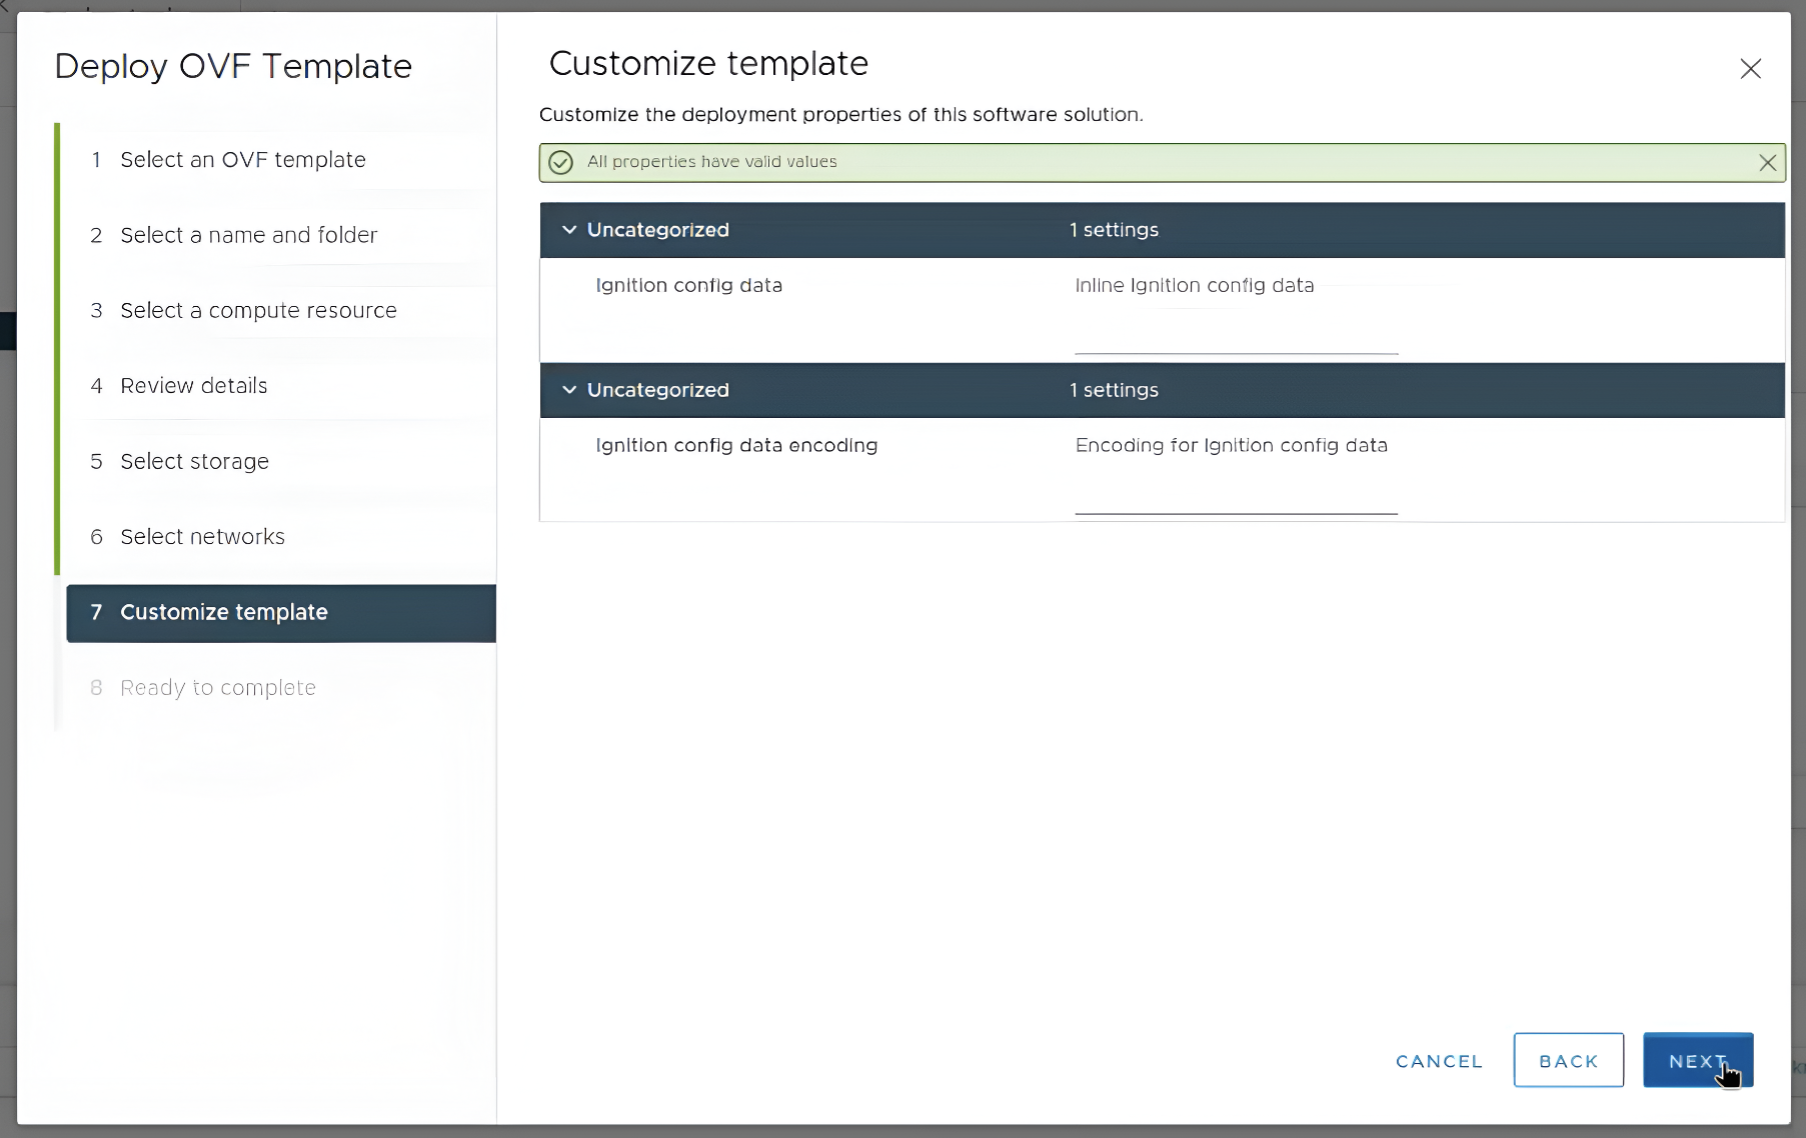 Deploy OVF Template
1 Select an OVF template
2 Select a name and folder
3 Select a compute resource
4 Review details
5 Select storage
6 Select networks
7 Customize template
8 Ready to complete
Customize template
Customize the deployment properties of this software solution.
All properties have valid values
Uncategorized 1 settings
Ignition config data Inline Ignition config data
Uncategorized 1 settings
Ignition config data encoding Encoding for Ignition config data
CANCEL BACK NEXT